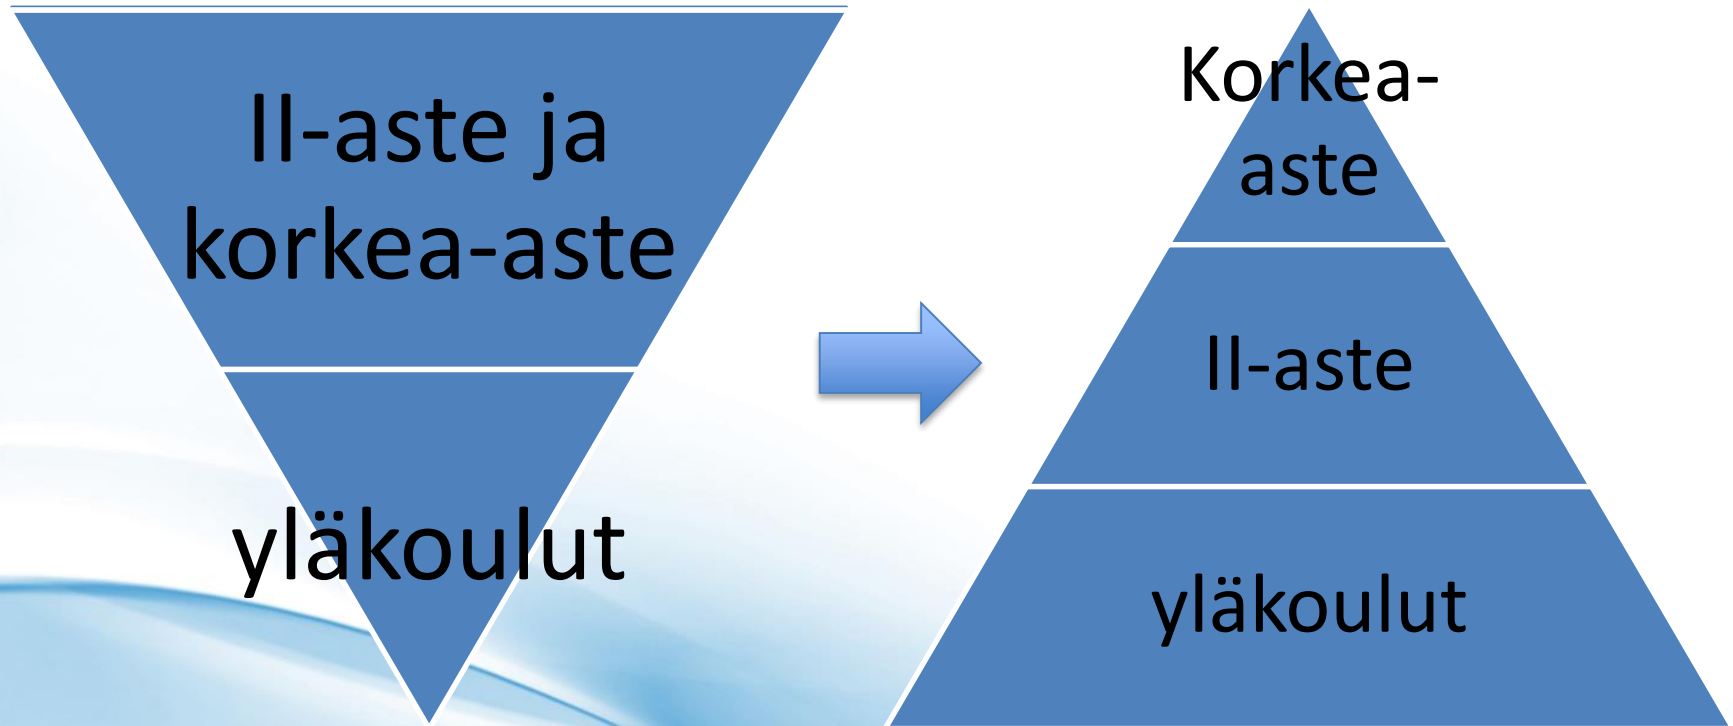 II-aste ja
korkea-aste
yläkoulut
Korkea-
aste
II-aste
yläkoulut